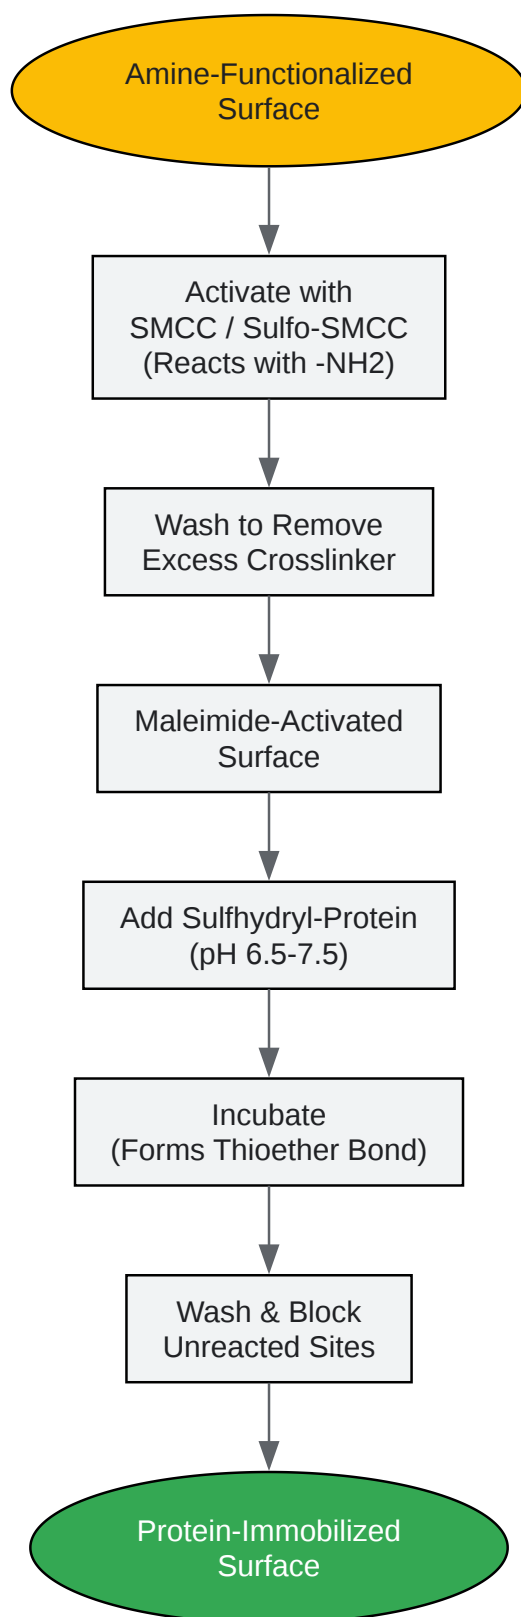 Amine-Functionalized
Surface
Activate with
SMCC / Sulfo-SMCC
(Reacts with -NH2)
Wash to Remove
Excess Crosslinker
Maleimide-Activated
Surface
Add Sulfhydryl-Protein
(pH 6.5-7.5)
Incubate
(Forms Thioether Bond)
Wash & Block
Unreacted Sites
Protein-Immobilized
Surface